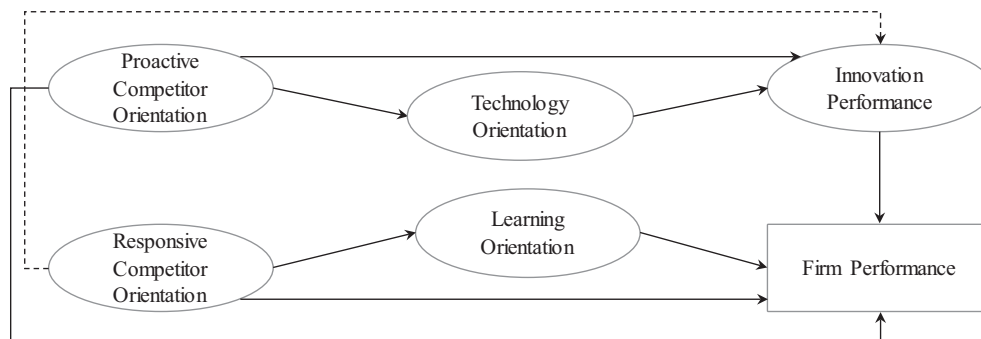 Proactive
Competitor
Orientation
Technology
Orientation
Innovation
Performance
Responsive
Competitor
Orientation
Learning
Orientation
Firm Performance